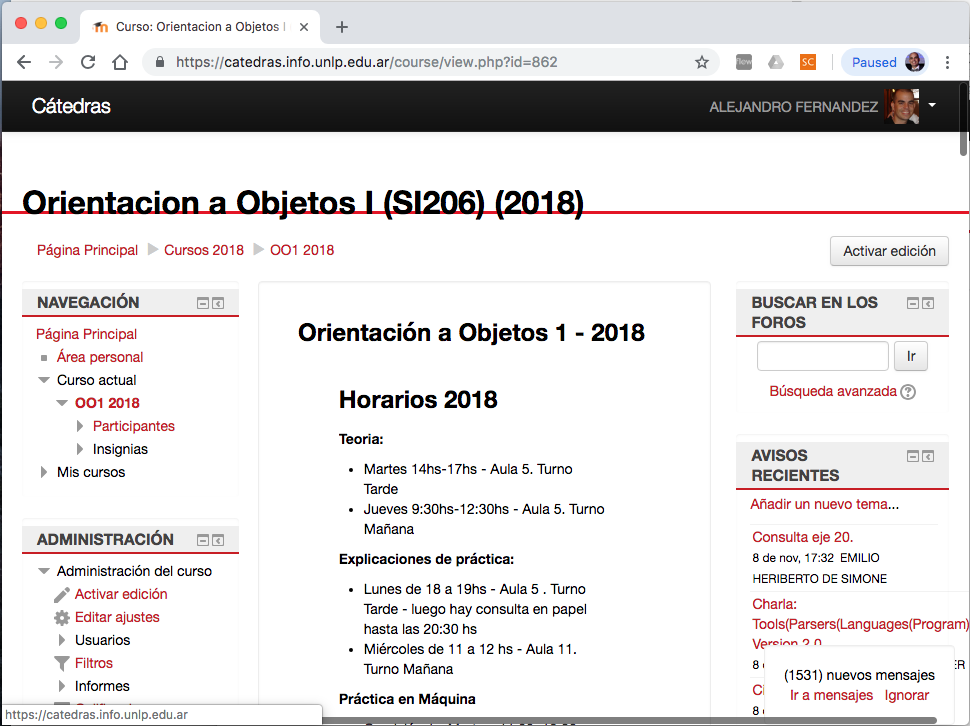 Curso: Orientacion a Objetos I
https://catedras.info.unlp.edu.ar/course/view.php?id=862
flow
SC
Paused
Cátedras
ALEJANDRO FERNANDEZ
Orientacion a Objetos I (SI206) (2018)
Página Principal
Cursos 2018
OO1 2018
Activar edición
NAVEGACIÓN
Página Principal
Área personal
Curso actual
OO1 2018
Participantes
Insignias
Mis cursos
ADMINISTRACIÓN
Administración del curso
Activar edición
Editar ajustes
Usuarios
Filtros
Informes
https://catedras.info.unlp.edu.ar
Orientación a Objetos 1 - 2018
Horarios 2018
Teoria:
Martes 14hs-17hs - Aula 5. Turno
Tarde
Jueves 9:30hs-12:30hs - Aula 5. Turno
Mañana
Explicaciones de práctica:
Lunes de 18 a 19hs - Aula 5 . Turno
Tarde - luego hay consulta en papel
hasta las 20:30 hs
Miércoles de 11 a 12 hs - Aula 11.
Turno Mañana
Práctica en Máquina
BUSCAR EN LOS
FOROS
Ir
Búsqueda avanzada
AVISOS
RECIENTES
Añadir un nuevo tema...
Consulta eje 20.
8 de nov, 17:32 EMILIO
HERIBERTO DE SIMONE
Charla:
Tools(Parsers(Languages(Program)
Version 2.0
(1531) nuevos mensajes
Ir a mensajes Ignorar